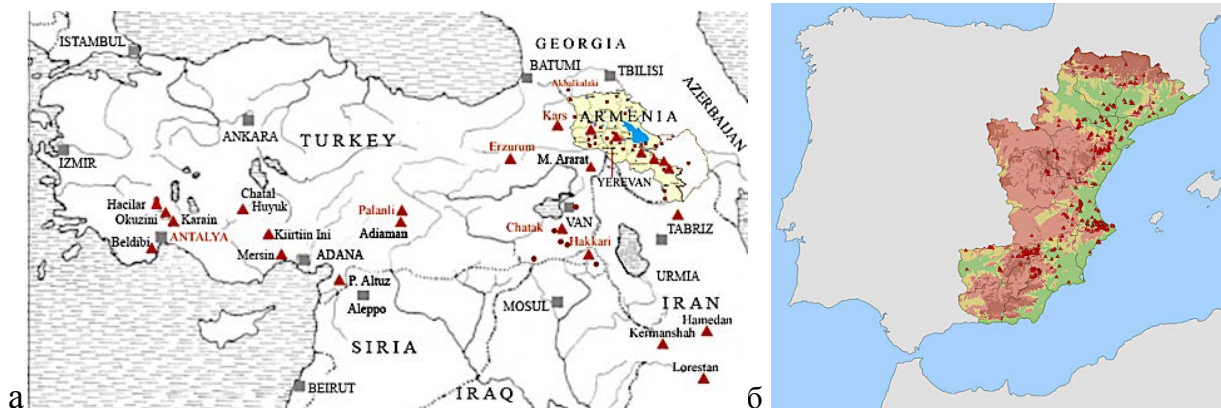 ISTAMBUL
GEORGIA
BATUMI
TBILISI
Akhalkalaki
AZERBAIJAN
Kars
ARMENIA
ANKARA
TURKEY
Erzurum
M. Ararat
YEREVAN
IZMIR
Hacilar
Okuzini
Karain
Chatal
Huyuk
Palanli
Adiaman
VAN
Chatak
TABRIZ
Beldibi
ANTALYA
Kiirtiin Ini
Hakkari
Mersin
ADANA
URMIA
P. Altuz
Aleppo
MOSUL
IRAN
Hamedan
Kermanshah
SYRIA
Lorestan
BEIRUT
IRAQ
а
б